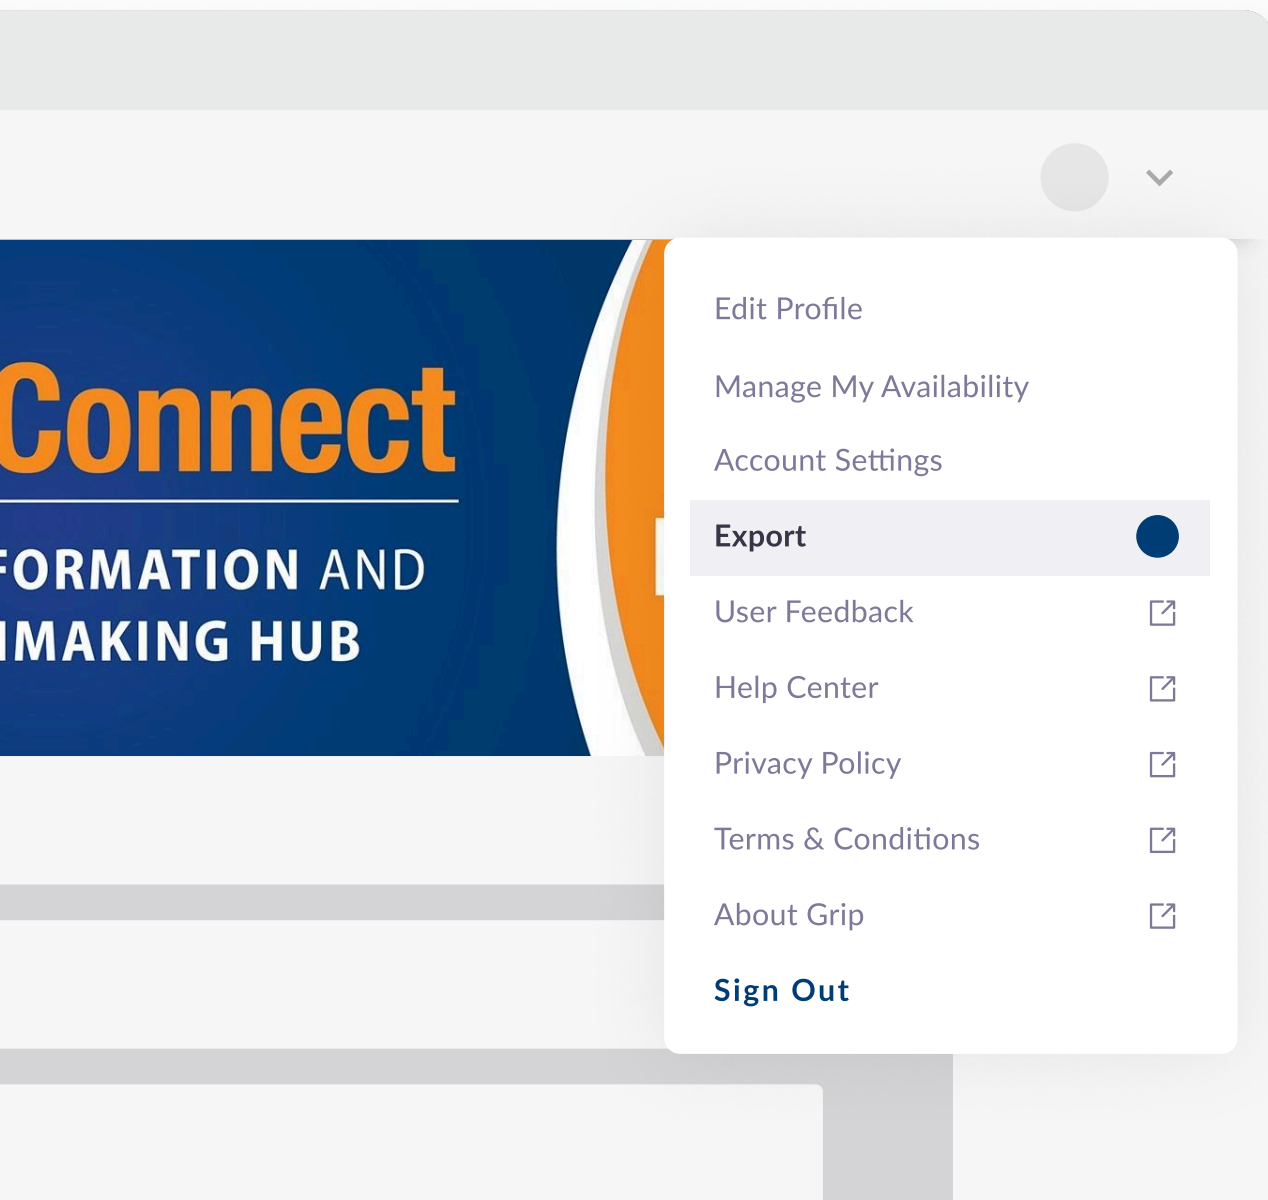 Connect
FORMATION AND
MAKING HUB
Edit Profile
Manage My Availability
Account Settings
Export
User Feedback
Help Center
Privacy Policy
Terms & Conditions
About Grip
Sign Out